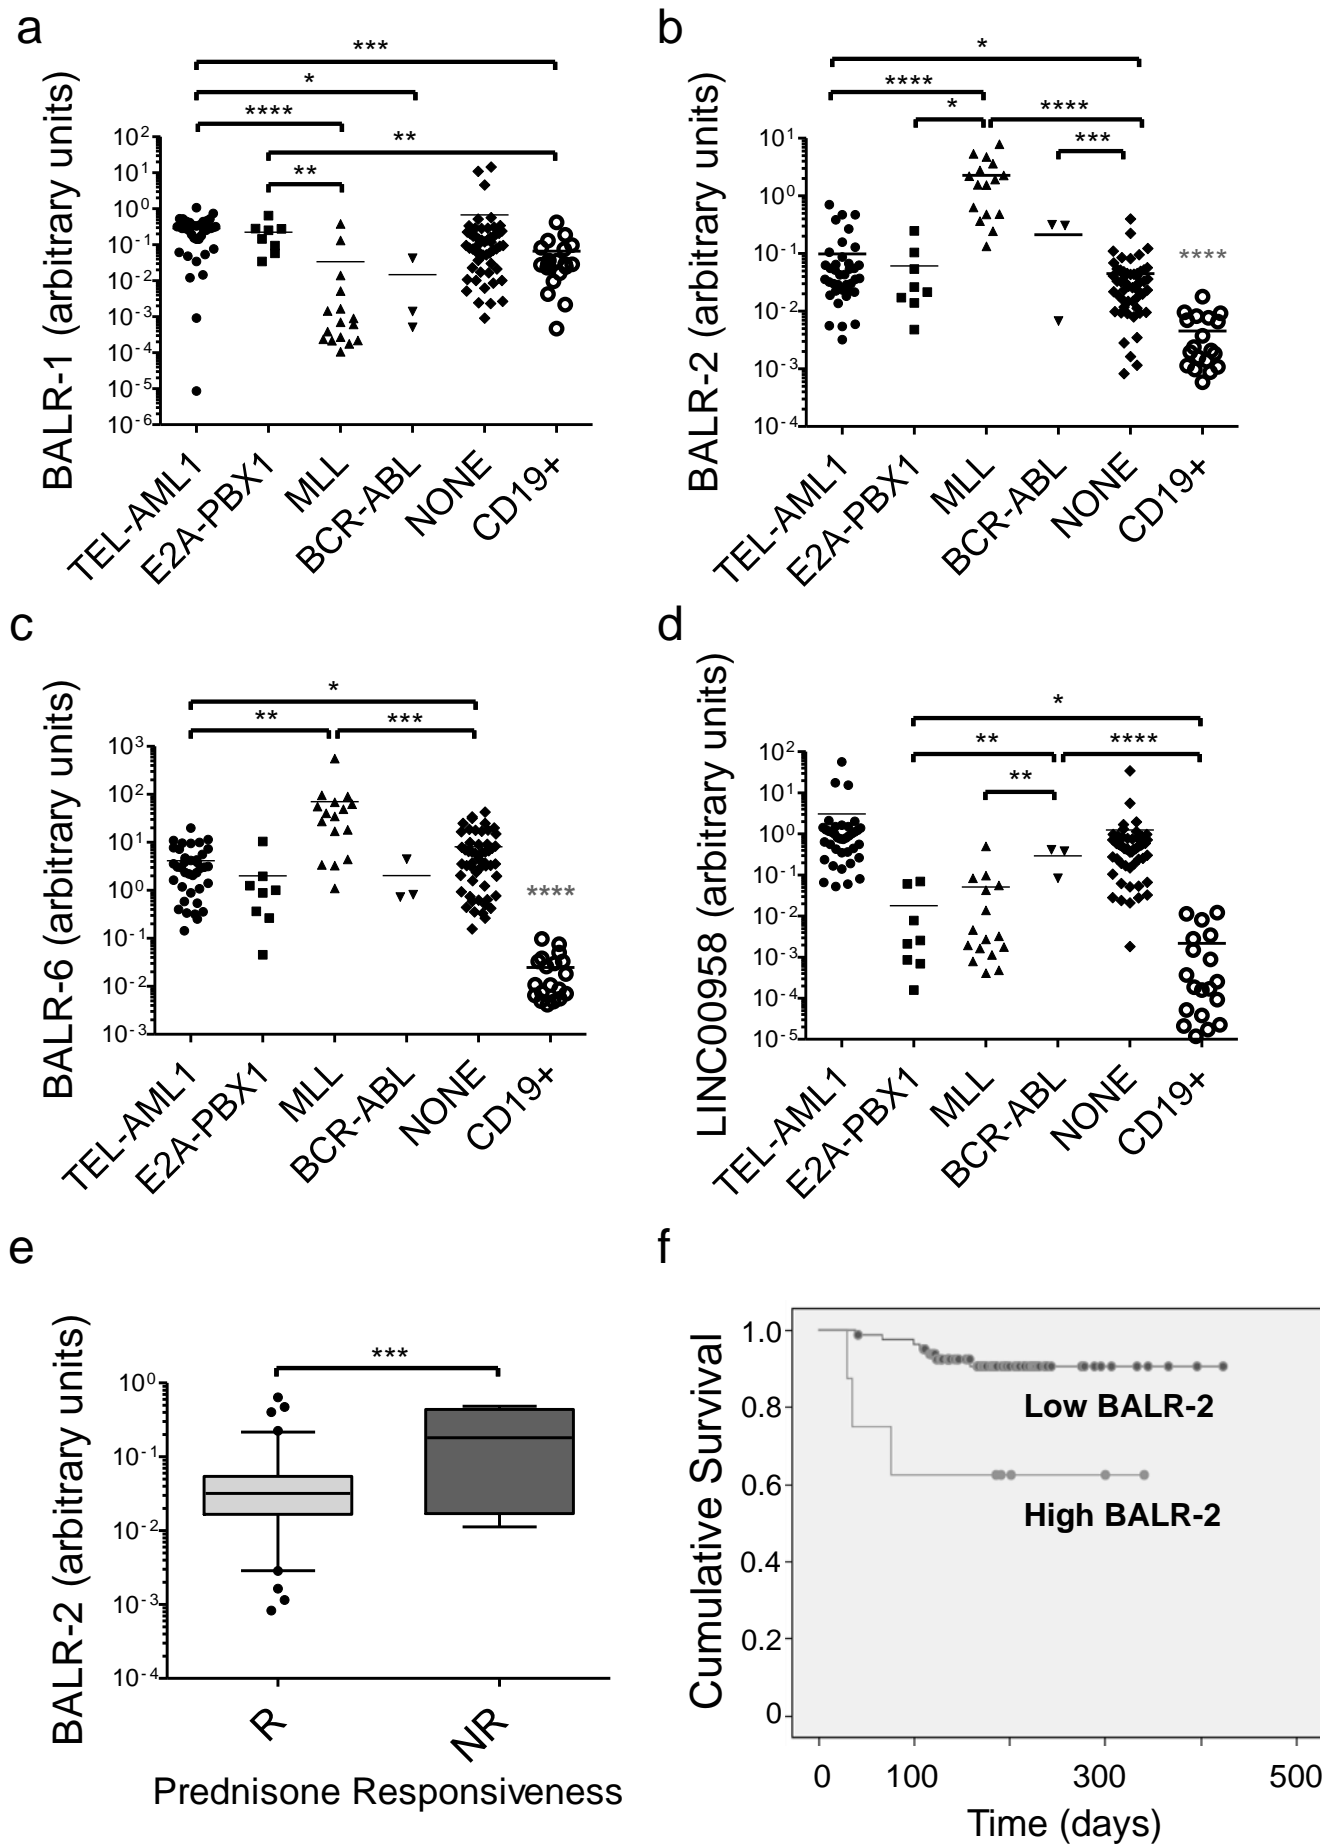 a
BALR-1 (arbitrary units)
***
*
****
**
**
10²
10¹
10⁰
10⁻¹
10⁻²
10⁻³
10⁻⁴
10⁻⁵
10⁻⁶
TEL-AML1
E2A-PBX1
MLL
BCR-ABL
NONE
CD19+
b
BALR-2 (arbitrary units)
*
****
*
****
***
****
10¹
10⁰
10⁻¹
10⁻²
10⁻³
10⁻⁴
TEL-AML1
E2A-PBX1
MLL
BCR-ABL
NONE
CD19+
c
BALR-6 (arbitrary units)
*
**
***
****
10³
10²
10¹
10⁰
10⁻¹
10⁻²
10⁻³
TEL-AML1
E2A-PBX1
MLL
BCR-ABL
NONE
CD19+
d
LINC00958 (arbitrary units)
*
**
****
**
10²
10¹
10⁰
10⁻¹
10⁻²
10⁻³
10⁻⁴
10⁻⁵
TEL-AML1
E2A-PBX1
MLL
BCR-ABL
NONE
CD19+
e
BALR-2 (arbitrary units)
***
10⁰
10⁻¹
10⁻²
10⁻³
10⁻⁴
R
NR
Prednisone Responsiveness
f
Cumulative Survival
1.0
0.8
0.6
0.4
0.2
0
Low BALR-2
High BALR-2
0 100 300 500
Time (days)